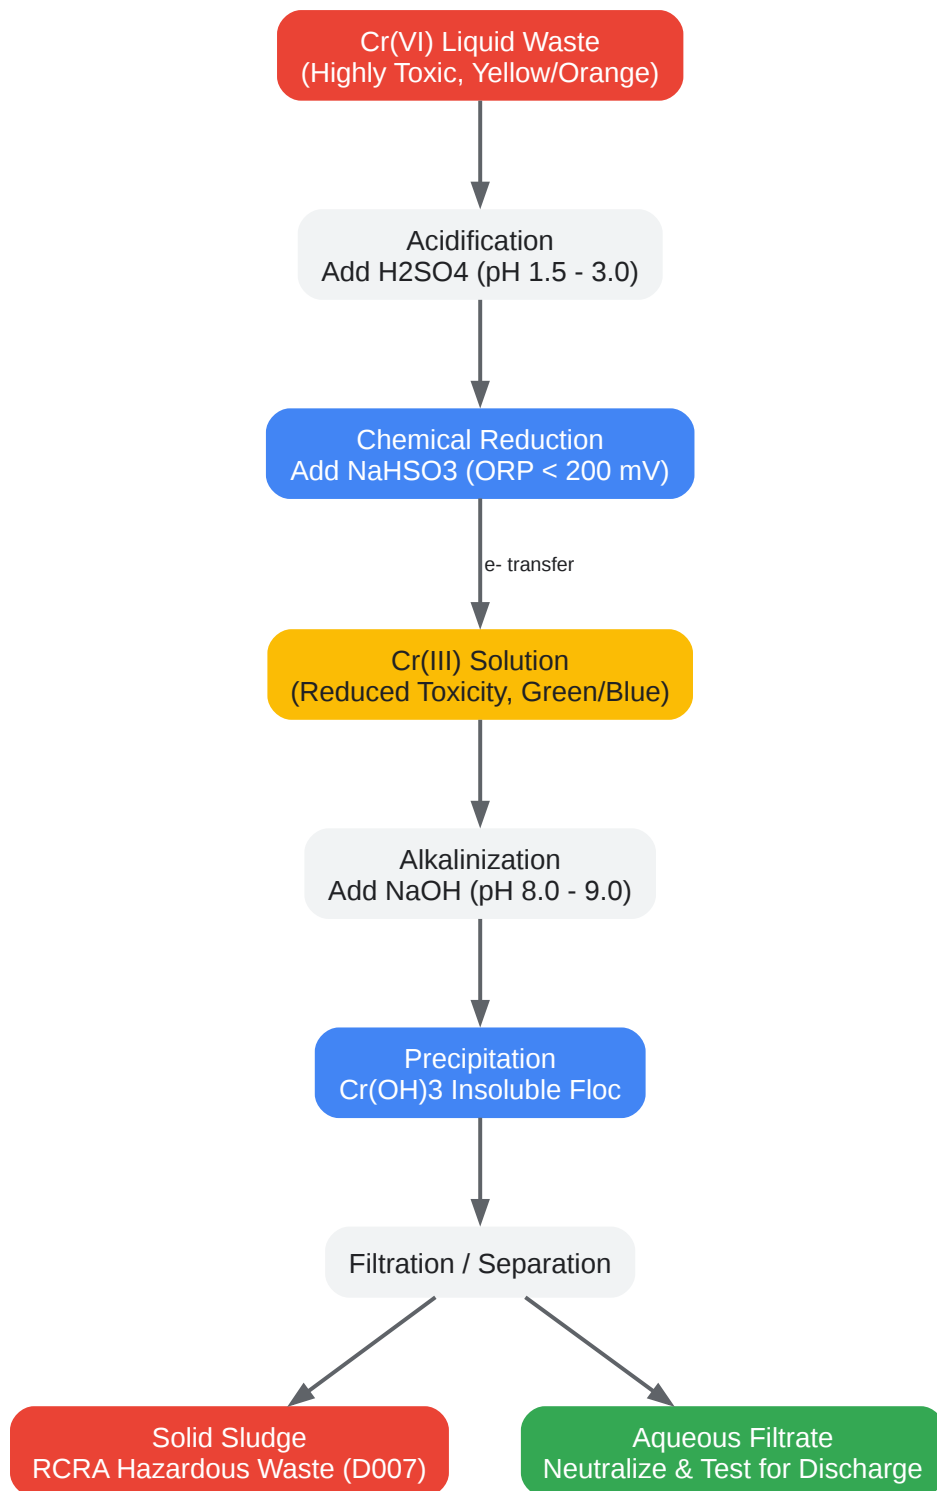 Cr(VI) Liquid Waste
(Highly Toxic, Yellow/Orange)
Acidification
Add H2SO4 (pH 1.5 - 3.0)
Chemical Reduction
Add NaHSO3 (ORP < 200 mV)
e- transfer
Cr(III) Solution
(Reduced Toxicity, Green/Blue)
Alkalinization
Add NaOH (pH 8.0 - 9.0)
Precipitation
Cr(OH)3 Insoluble Floc
Filtration / Separation
Solid Sludge
RCRA Hazardous Waste (D007)
Aqueous Filtrate
Neutralize & Test for Discharge